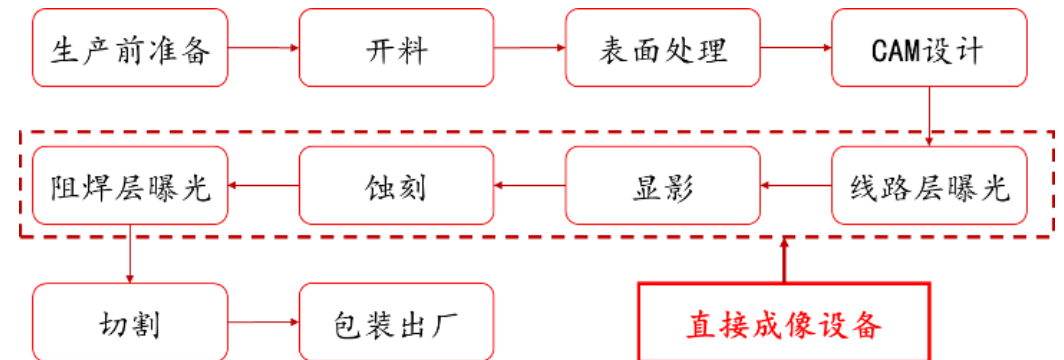 生产前准备
开料
表面处理
CAM设计
阻焊层曝光
蚀刻
显影
线路层曝光
切割
包装出厂
直接成像设备